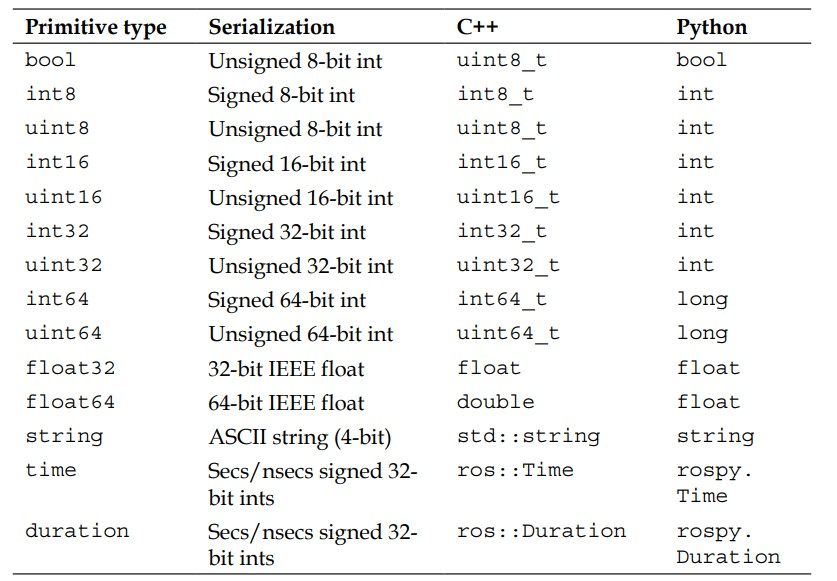 Primitive type Serialization C++ Python
bool Unsigned 8-bit int uint8_t bool
int8 Signed 8-bit int int8_t int
uint8 Unsigned 8-bit int uint8_t int
int16 Signed 16-bit int int16_t int
uint16 Unsigned 16-bit int uint16_t int
int32 Signed 32-bit int int32_t int
uint32 Unsigned 32-bit int uint32_t int
int64 Signed 64-bit int int64_t long
uint64 Unsigned 64-bit int uint64_t long
float32 32-bit IEEE float float float
float64 64-bit IEEE float double float
string ASCII string (4-bit) std::string string
time Secs/nsecs signed 32- ros::Time rospy.
bit ints Time
duration Secs/nsecs signed 32- ros::Duration rospy.
bit ints Duration